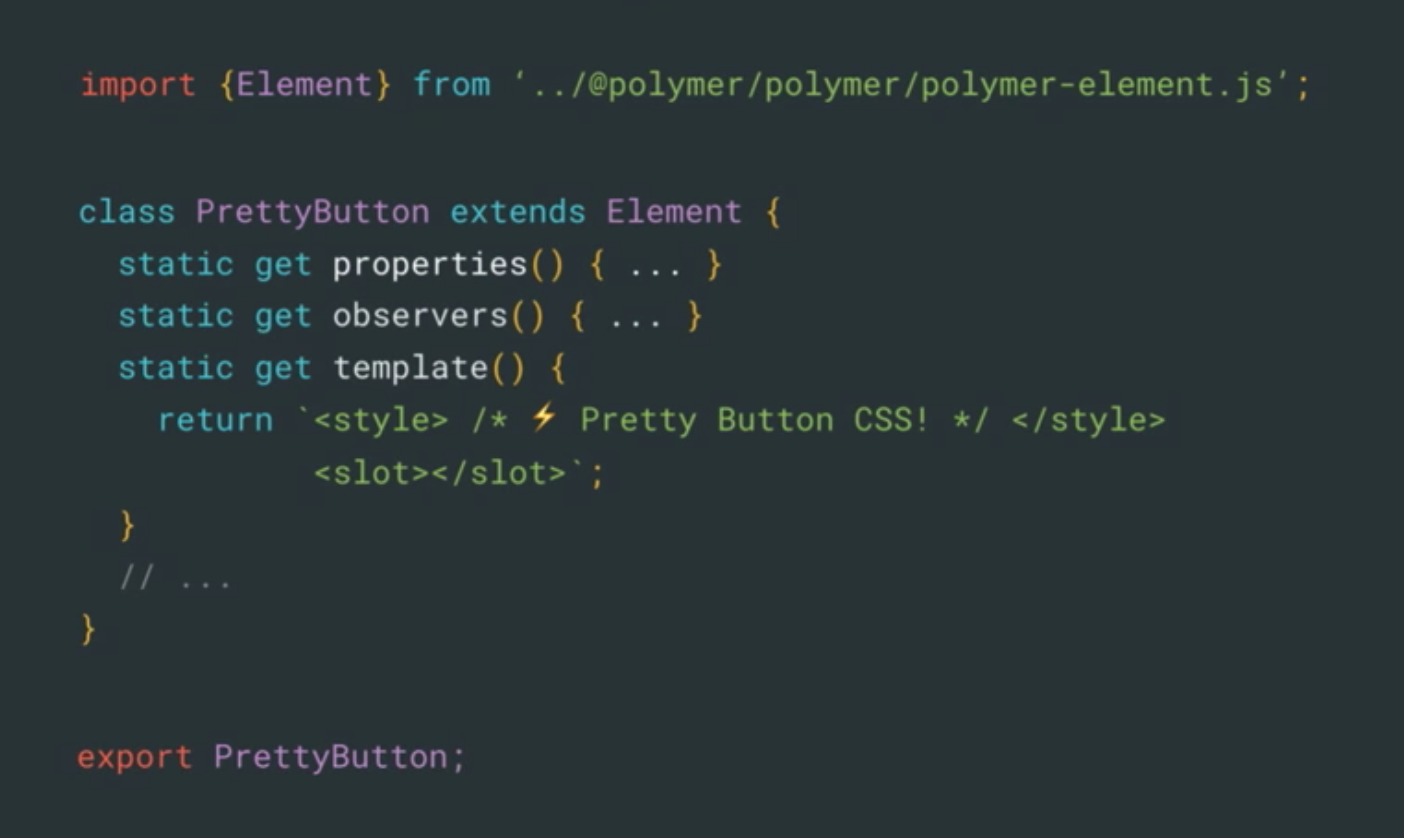 import {Element} from ‘../@polymer/polymer/polymer-element.js’;
class PrettyButton extends Element {
static get properties() { ... }
static get observers() { ... }
static get template() {
return `<style> /* ⚡ Pretty Button CSS! */ </style>
<slot></slot>`;
}
// ...
}
export PrettyButton;